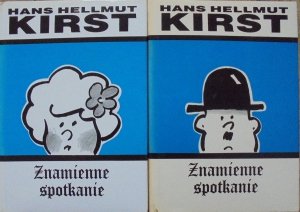 HANS HELLMUT
KIRST
Znamienne
spotkanie
HANS HELLMUT
KIRST
Znamienne
spotkanie